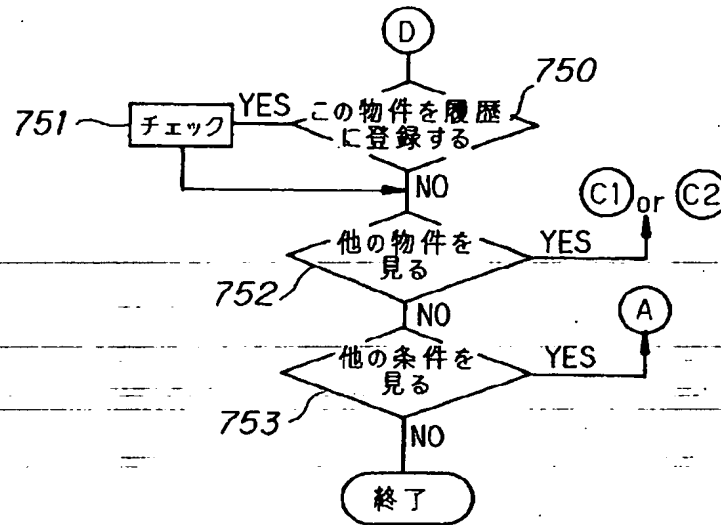 D
750
この物件を履歴
に登録する
YES
751
チェック
NO
C1 or C2
他の物件を
見る
YES
752
NO
A
他の条件を
見る
YES
753
NO
終了